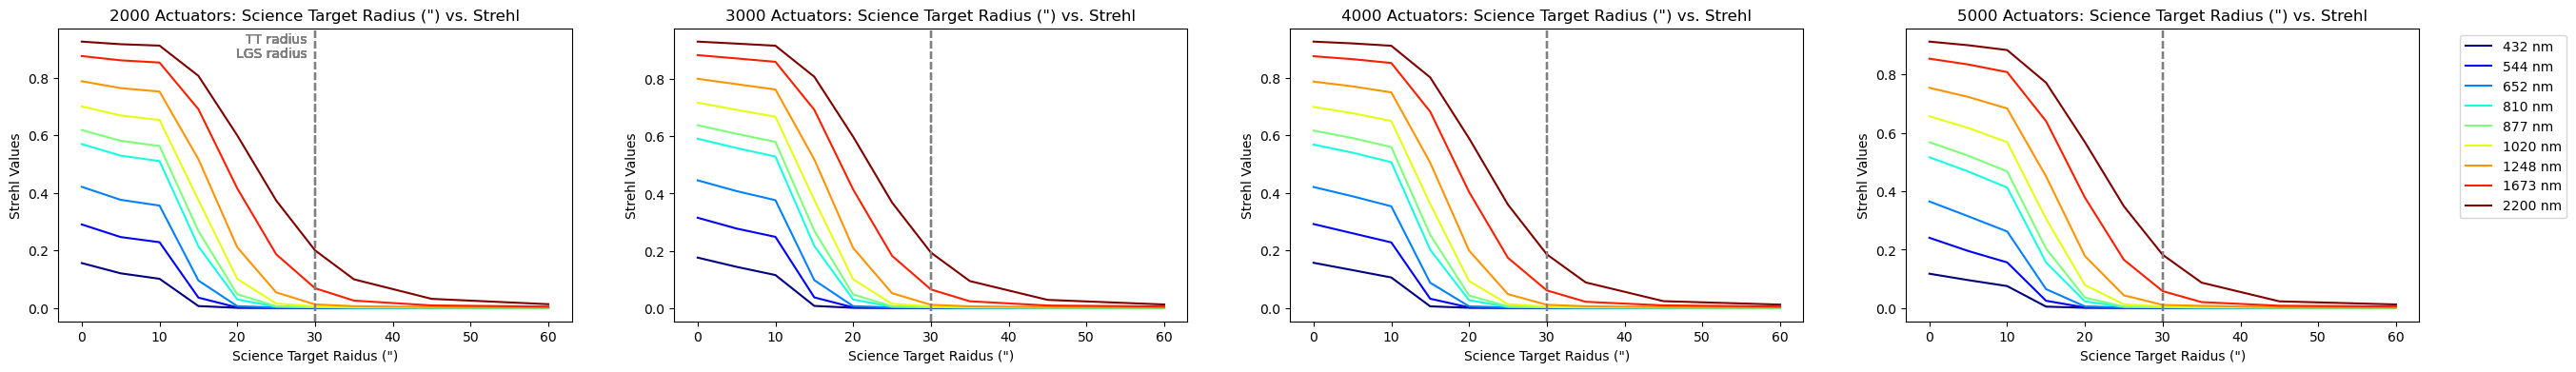 2000 Actuators: Science Target Radius (") vs. Strehl
TT radius
LGS radius
Strehl Values
0.8
0.6
0.4
0.2
0.0
0 10 20 30 40 50 60
Science Target Raidus (")
3000 Actuators: Science Target Radius (") vs. Strehl
Strehl Values
0.8
0.6
0.4
0.2
0.0
0 10 20 30 40 50 60
Science Target Raidus (")
4000 Actuators: Science Target Radius (") vs. Strehl
Strehl Values
0.8
0.6
0.4
0.2
0.0
0 10 20 30 40 50 60
Science Target Raidus (")
5000 Actuators: Science Target Radius (") vs. Strehl
Strehl Values
0.8
0.6
0.4
0.2
0.0
0 10 20 30 40 50 60
Science Target Raidus (")
432 nm
544 nm
652 nm
810 nm
877 nm
1020 nm
1248 nm
1673 nm
2200 nm